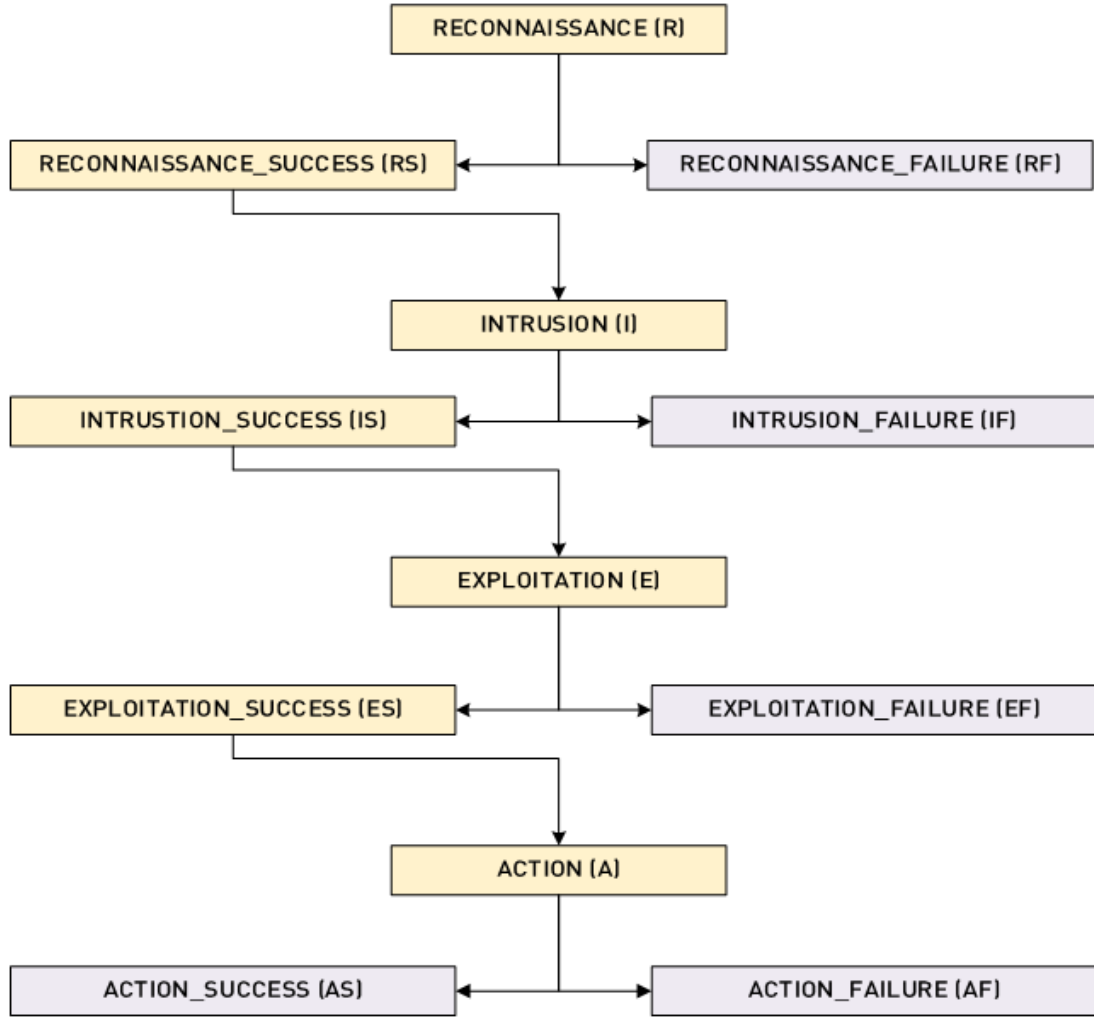 RECONNAISSANCE (R)
RECONNAISSANCE_SUCCESS (RS)
RECONNAISSANCE_FAILURE (RF)
INTRUSION (I)
INTRUSTION_SUCCESS (IS)
INTRUSION_FAILURE (IF)
EXPLOITATION (E)
EXPLOITATION_SUCCESS (ES)
EXPLOITATION_FAILURE (EF)
ACTION (A)
ACTION_SUCCESS (AS)
ACTION_FAILURE (AF)